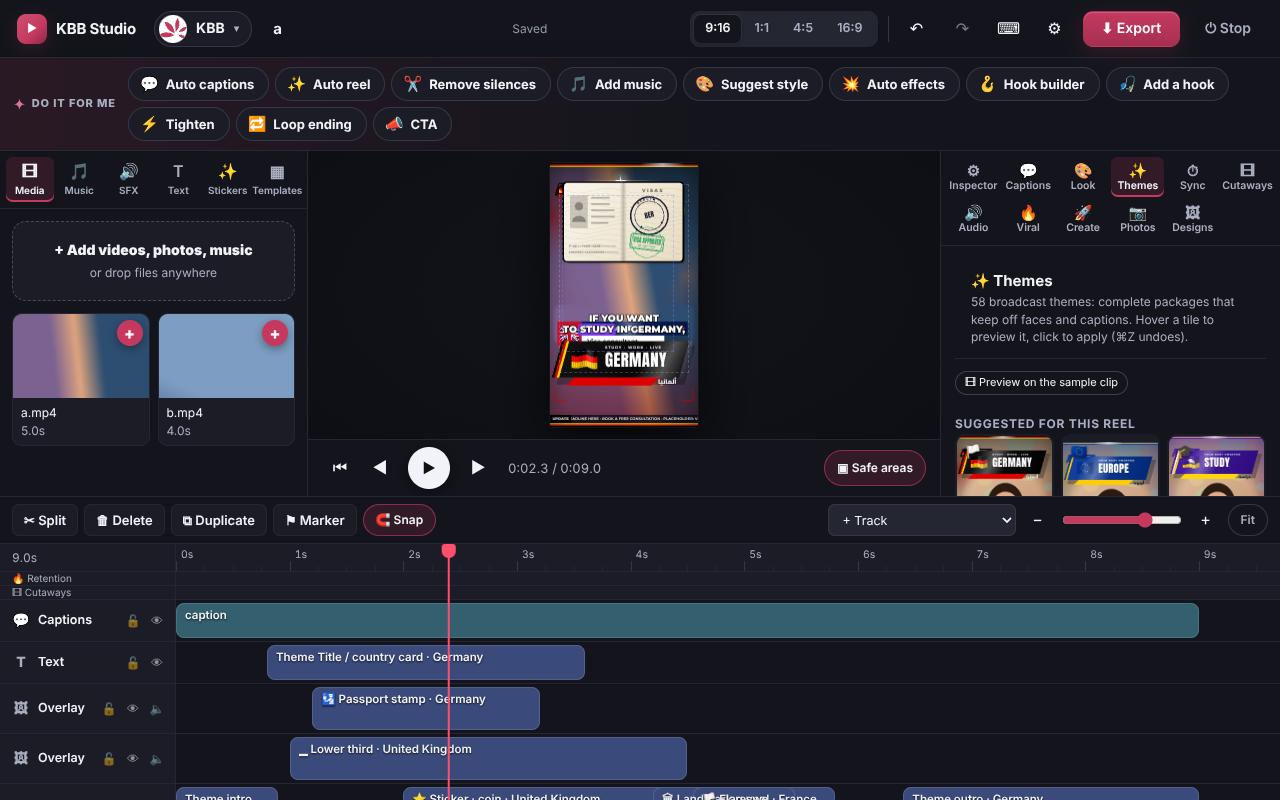 KBB Studio
KBB
a
Saved
9:16 1:1 4:5 16:9
Export
Stop
DO IT FOR ME
Auto captions
Auto reel
Remove silences
Add music
Suggest style
Auto effects
Hook builder
Add a hook
Tighten
Loop ending
CTA
Media
Music
SFX
Text
Stickers
Templates
+ Add videos, photos, music
or drop files anywhere
a.mp4
5.0s
b.mp4
4.0s
VISAS
BER
VISA APPROVED
IF YOU WANT
TO STUDY IN GERMANY,
STUDY · WORK · LIVE
GERMANY
ألمانيا
UPDATE
0:02.3 / 0:09.0
Safe areas
Inspector
Captions
Look
Themes
Sync
Cutaways
Audio
Viral
Create
Photos
Designs
Themes
58 broadcast themes: complete packages that
keep off faces and captions. Hover a tile to
preview it, click to apply (⌘Z undoes).
Preview on the sample clip
SUGGESTED FOR THIS REEL
GERMANY
EUROPE
STUDY
Split
Delete
Duplicate
Marker
Snap
+ Track
− +
Fit
9.0s
0s 1s 2s 3s 4s 5s 6s 7s 8s 9s
Retention
Cutaways
Captions
caption
Text
Theme Title / country card · Germany
Overlay
Passport stamp · Germany
Overlay
Lower third · United Kingdom
Theme intro
Sticker · coin · United Kingdom
France
Theme outro · Germany